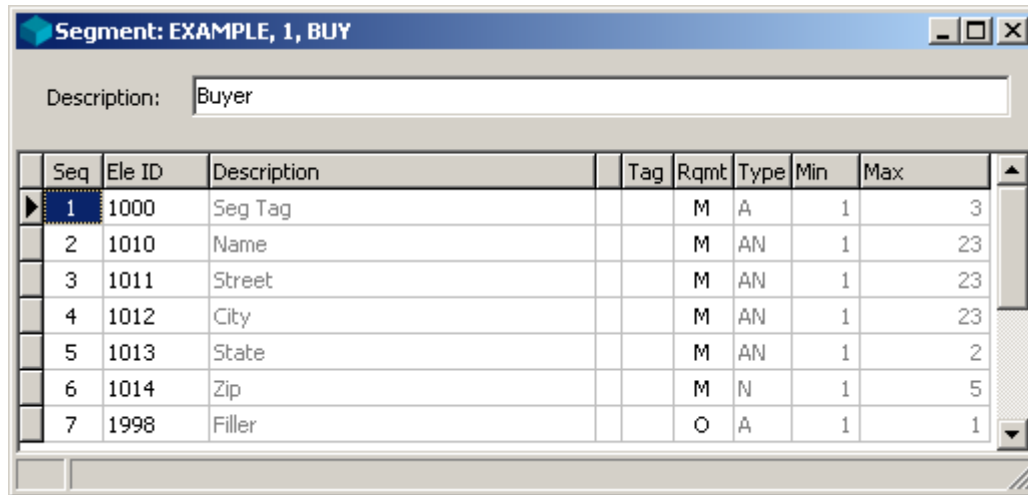 Segment: EXAMPLE, 1, BUY
Description: Buyer
Seq Ele ID Description Tag Rqmt Type Min Max
1 1000 Seg Tag M A 1 3
2 1010 Name M AN 1 23
3 1011 Street M AN 1 23
4 1012 City M AN 1 23
5 1013 State M AN 1 2
6 1014 Zip M N 1 5
7 1998 Filler O A 1 1